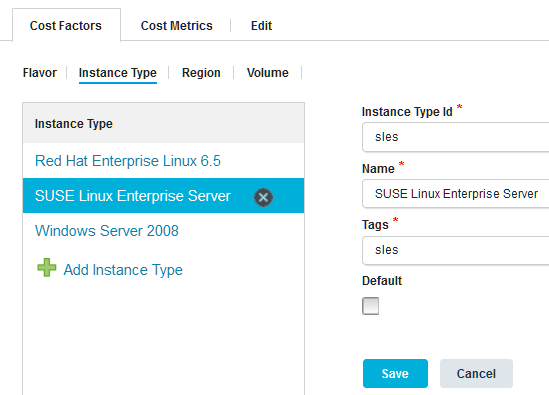 Cost Factors Cost Metrics Edit
Flavor Instance Type Region Volume
Instance Type
Red Hat Enterprise Linux 6.5
SUSE Linux Enterprise Server
Windows Server 2008
Add Instance Type
Instance Type Id *
sles
Name *
SUSE Linux Enterprise Server
Tags *
sles
Default
Save Cancel